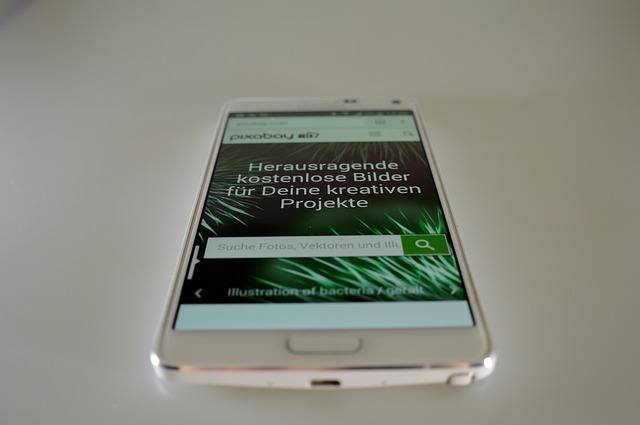 pixabay
Herausragende
kostenlose Bilder
für Deine kreativen
Projekte
Suche Fotos, Vektoren und Illu
Illustration of bacteria / geralt